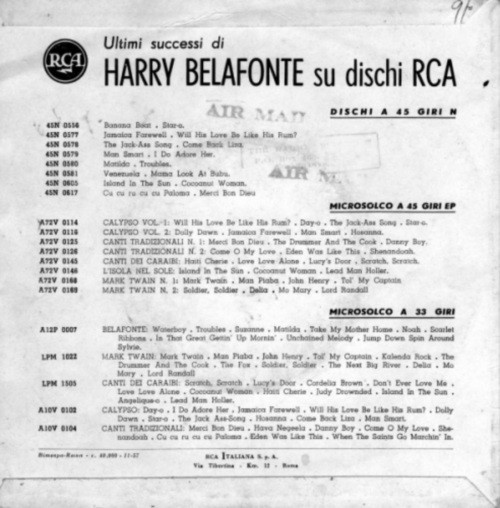 9/-
RCA
Ultimi successi di
HARRY BELAFONTE su dischi RCA
AIR MAIL
DISCHI A 45 GIRI N
45N 0556 Banana Boat . Star-o.
45N 0577 Jamaica Farewell . Will His Love Be Like His Rum?
45N 0578 The Jack-Ass Song . Come Back Liza.
45N 0579 Man Smart . I Do Adore Her.
45N 0580 Matilda . Troubles.
45N 0581 Venezuela . Mama Look At Bubu.
45N 0605 Island In The Sun . Cocoanut Woman.
45N 0617 Cu cu ru cu cu Paloma . Merci Bon Dieu
AIR M
MICROSOLCO A 45 GIRI EP
A72V 0114 CALYPSO VOL. 1: Will His Love Be Like His Rum? . Day-o . The Jack-Ass Song . Star-o.
A72V 0116 CALYPSO VOL. 2: Dolly Dawn . Jamaica Farewell . Man Smart . Hosanna.
A72V 0125 CANTI TRADIZIONALI N. 1: Merci Bon Dieu . The Drummer And The Cook . Danny Boy.
A72V 0126 CANTI TRADIZIONALI N. 2: Come O My Love . Eden Was Like This . Shenandoah.
A72V 0145 CANTI DEI CARAIBI: Haiti Cherie . Love Love Alone . Lucy's Door . Scratch, Scratch.
A72V 0146 L'ISOLA NEL SOLE: Island In The Sun . Cocoanut Woman . Lead Man Holler.
A72V 0168 MARK TWAIN N. 1: Mark Twain . Man Piaba . John Henry . Tol' My Captain
A72V 0169 MARK TWAIN N. 2: Soldier, Soldier . Delia . Mo Mary . Lord Randall
MICROSOLCO A 33 GIRI
A12P 0007 BELAFONTE: Waterboy . Troubles . Suzanne . Matilda . Take My Mother Home . Noah . Scarlet
Ribbons . In That Great Gettin' Up Mornin' . Unchained Melody . Jump Down Spin Around
Sylvie.
LPM 1022 MARK TWAIN: Mark Twain . Man Piaba . John Henry . Tol' My Captain . Kalenda Rock . The
Drummer And The Cook . The Fox . Soldier, Soldier . The Next Big River . Delia . Mo
Mary . Lord Randall
LPM 1505 CANTI DEI CARAIBI: Scratch, Scratch . Lucy's Door . Cordelia Brown . Don't Ever Love Me .
Love Love Alone . Cocoanut Woman . Haiti Cherie . Judy Drownded . Island In The Sun .
Angelique-o . Lead Man Holler.
A10V 0102 CALYPSO: Day-o . I Do Adore Her . Jamaica Farewell . Will His Love Be Like His Rum? . Dolly
Dawn . Star-o . The Jack Ass-Song . Hosanna . Come Back Liza . Man Smart.
A10V 0104 CANTI TRADIZIONALI: Merci Bon Dieu . Hava Nageela . Danny Boy . Come O My Love . She-
nandoah . Cu cu ru cu cu Paloma . Eden Was Like This . When The Saints Go Marchin' In.
11-57
RCA ITALIANA S.p.A.
Via Tiburtina - Km. 12 - Roma